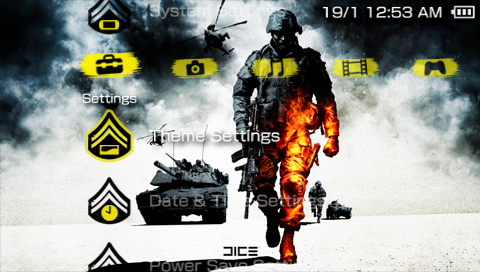 System Settings
19/1 12:53 AM
Settings
Theme Settings
Date & Time Settings
DICE
Power Save Settings